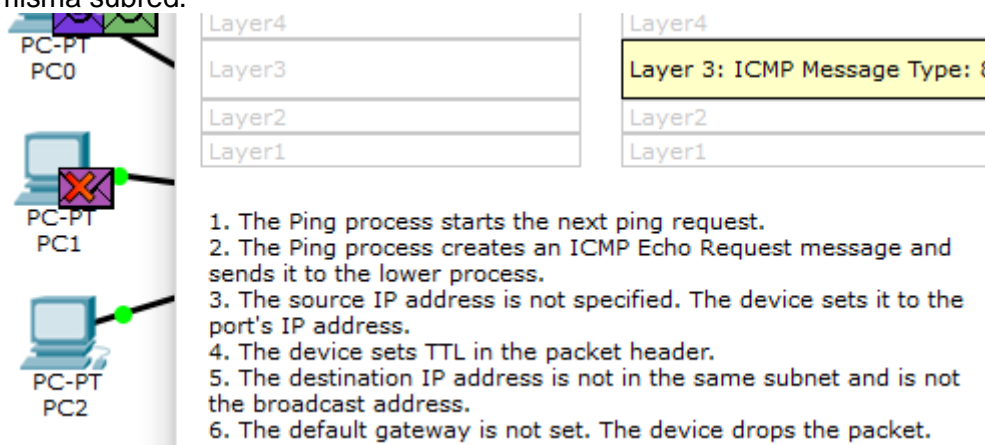 misma subred.
Layer4
Layer4
PC-PT
PC0
Layer3
Layer 3: ICMP Message Type: 8
Layer2
Layer2
Layer1
Layer1
PC-PT
PC1
1. The Ping process starts the next ping request.
2. The Ping process creates an ICMP Echo Request message and
sends it to the lower process.
3. The source IP address is not specified. The device sets it to the
port's IP address.
4. The device sets TTL in the packet header.
5. The destination IP address is not in the same subnet and is not
the broadcast address.
6. The default gateway is not set. The device drops the packet.
PC-PT
PC2